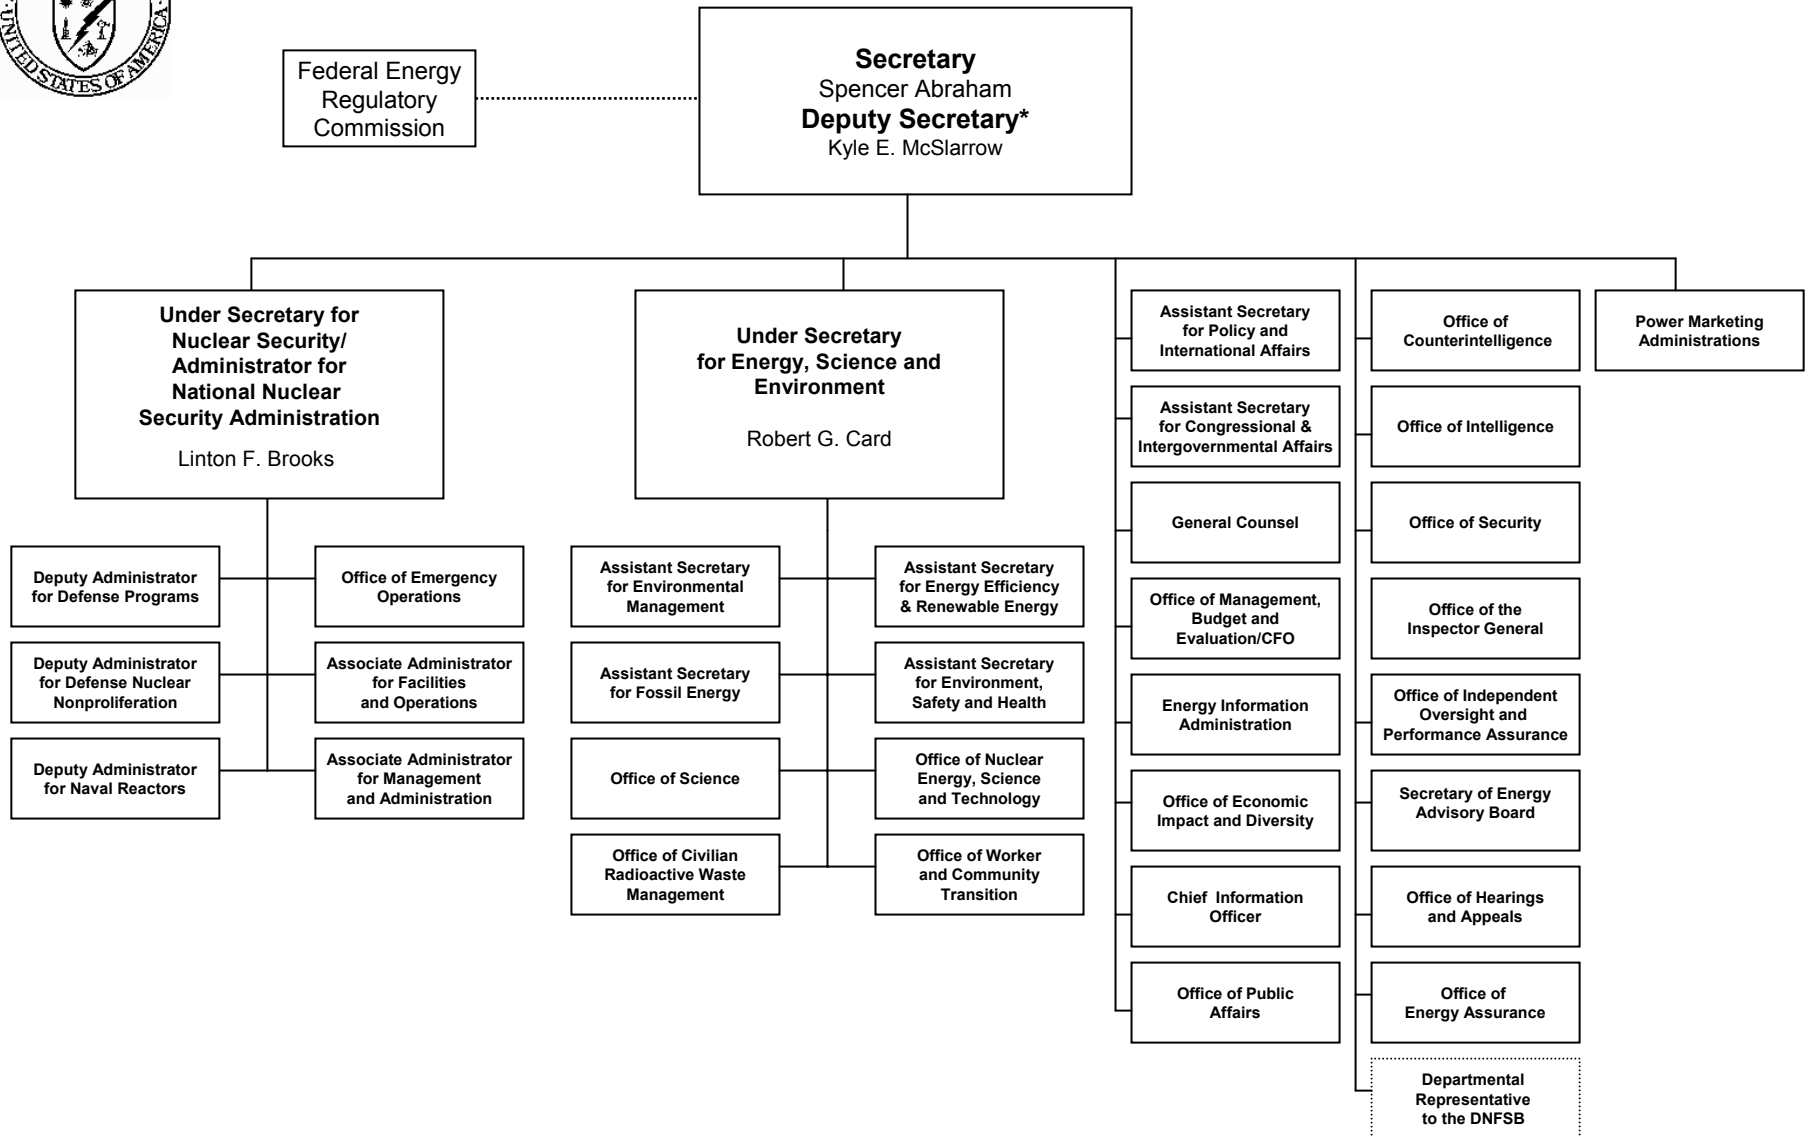 ·UNITED STATES OF AMERICA·
Federal Energy
Regulatory
Commission
Secretary
Spencer Abraham
Deputy Secretary*
Kyle E. McSlarrow
Under Secretary for
Nuclear Security/
Administrator for
National Nuclear
Security Administration
Linton F. Brooks
Under Secretary
for Energy, Science and
Environment
Robert G. Card
Deputy Administrator
for Defense Programs
Office of Emergency
Operations
Deputy Administrator
for Defense Nuclear
Nonproliferation
Associate Administrator
for Facilities
and Operations
Deputy Administrator
for Naval Reactors
Associate Administrator
for Management
and Administration
Assistant Secretary
for Environmental
Management
Assistant Secretary
for Energy Efficiency
& Renewable Energy
Assistant Secretary
for Fossil Energy
Assistant Secretary
for Environment,
Safety and Health
Office of Science
Office of Nuclear
Energy, Science
and Technology
Office of Civilian
Radioactive Waste
Management
Office of Worker
and Community
Transition
Assistant Secretary
for Policy and
International Affairs
Assistant Secretary
for Congressional &
Intergovernmental Affairs
General Counsel
Office of Management,
Budget and
Evaluation/CFO
Energy Information
Administration
Office of Economic
Impact and Diversity
Chief Information
Officer
Office of Public
Affairs
Office of
Counterintelligence
Office of Intelligence
Office of Security
Office of the
Inspector General
Office of Independent
Oversight and
Performance Assurance
Secretary of Energy
Advisory Board
Office of Hearings
and Appeals
Office of
Energy Assurance
Departmental
Representative
to the DNFSB
Power Marketing
Administrations